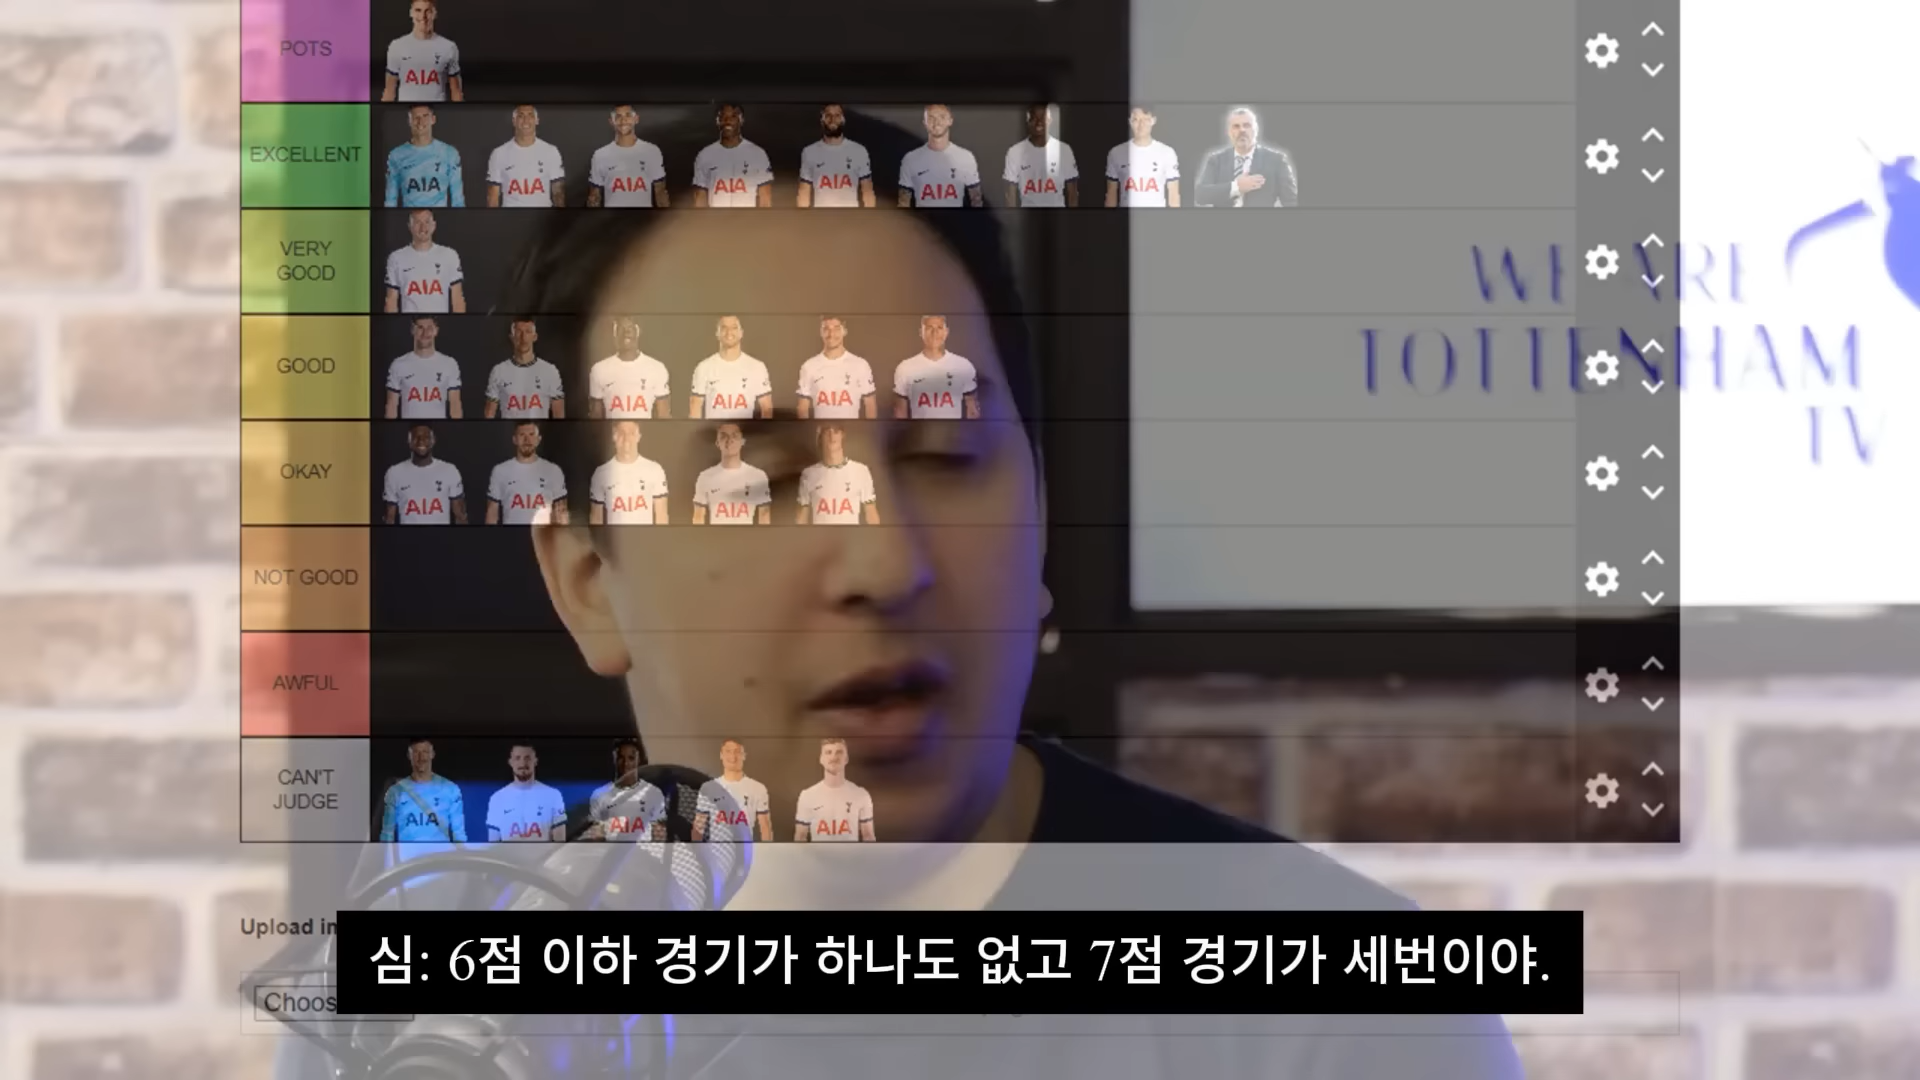 POTS
AIA
EXCELLENT
AIA AIA AIA AIA AIA AIA AIA AIA
VERY
GOOD
AIA
WE ARE
TOTTENHAM
TV
GOOD
AIA AIA AIA AIA AIA AIA
OKAY
AIA AIA AIA AIA AIA
NOT GOOD
AWFUL
CAN'T
JUDGE
AIA AIA AIA AIA AIA
Upload
심: 6점 이하 경기가 하나도 없고 7점 경기가 세번이야.